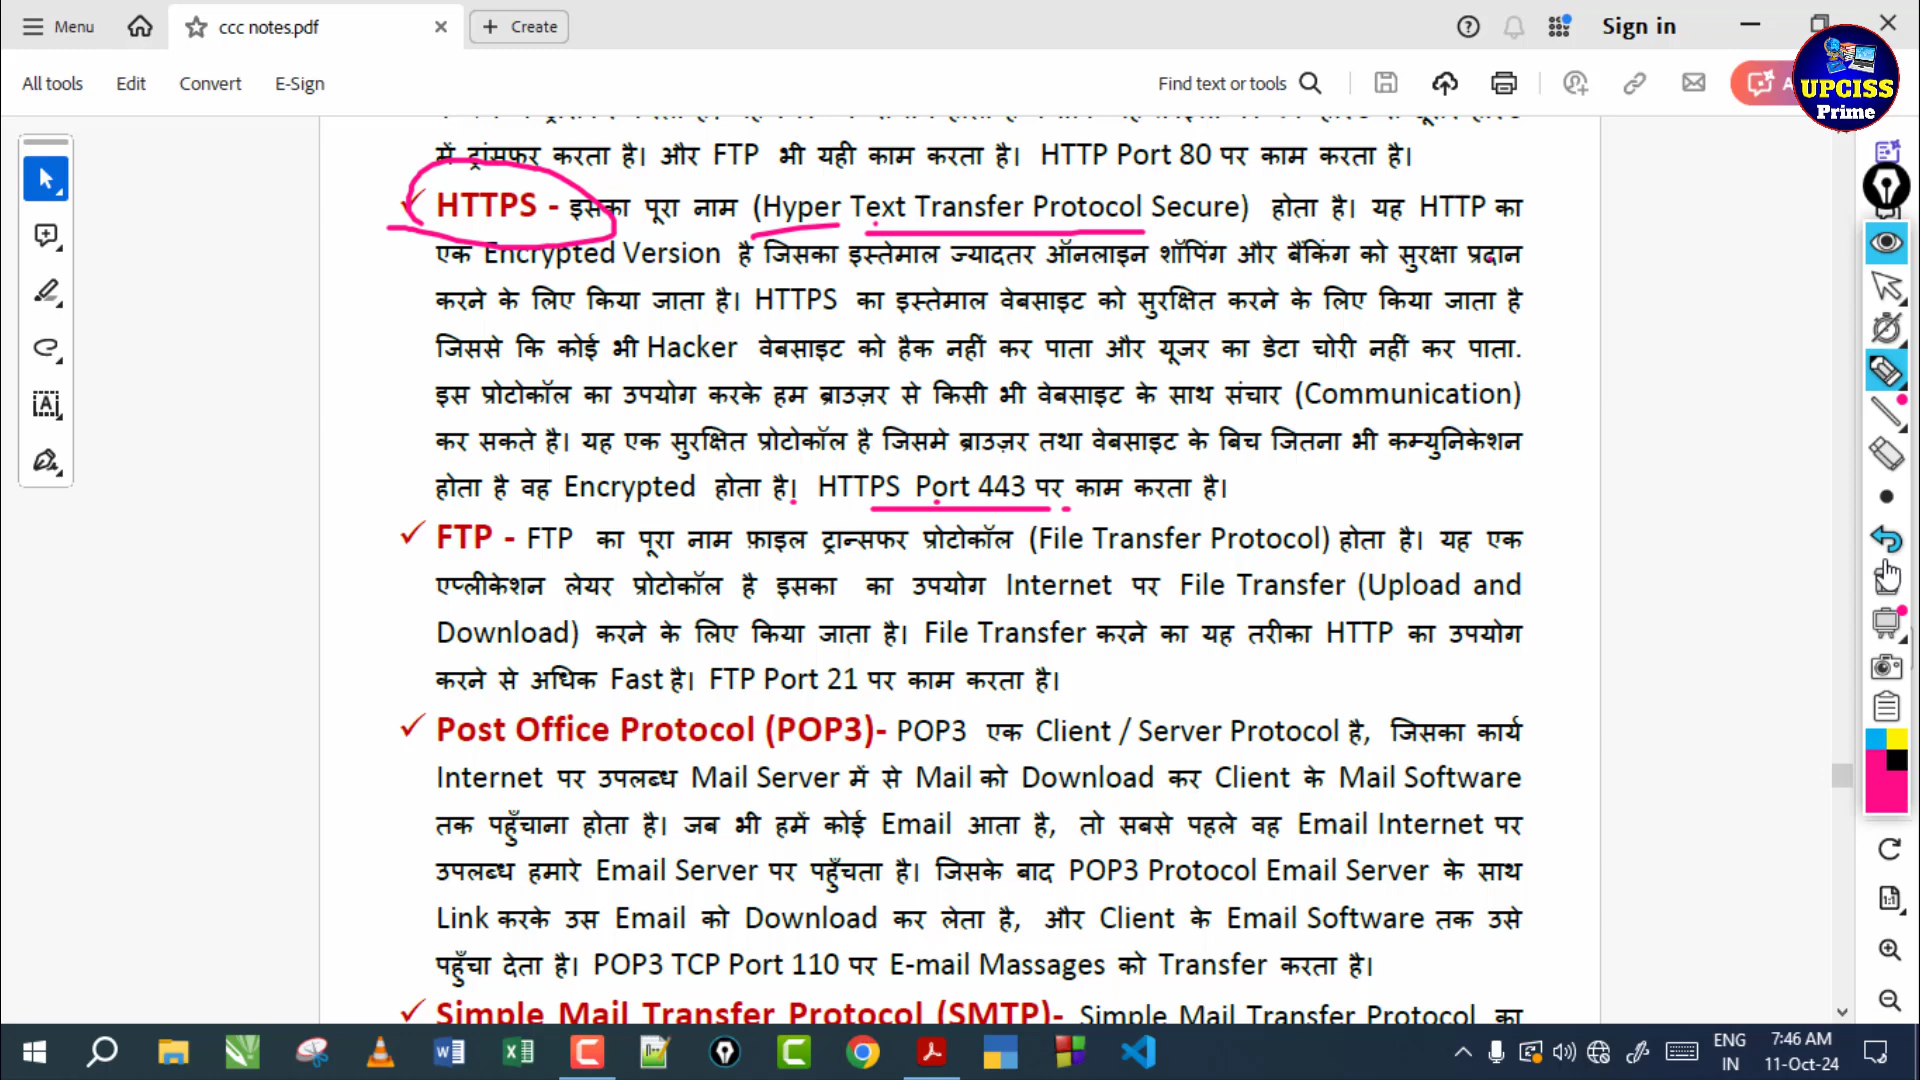 Menu
ccc notes.pdf
Create
Sign in
All tools
Edit
Convert
E-Sign
Find text or tools
UPCISS
Prime
में ट्रांसफर करता है। और FTP भी यही काम करता है। HTTP Port 80 पर काम करता है।
✓ HTTPS - इसका पूरा नाम (Hyper Text Transfer Protocol Secure) होता है। यह HTTP का
एक Encrypted Version है जिसका इस्तेमाल ज्यादतर ऑनलाइन शॉपिंग और बैंकिंग को सुरक्षा प्रदान
करने के लिए किया जाता है। HTTPS का इस्तेमाल वेबसाइट को सुरक्षित करने के लिए किया जाता है
जिससे कि कोई भी Hacker वेबसाइट को हैक नहीं कर पाता और यूजर का डेटा चोरी नहीं कर पाता.
इस प्रोटोकॉल का उपयोग करके हम ब्राउज़र से किसी भी वेबसाइट के साथ संचार (Communication)
कर सकते है। यह एक सुरक्षित प्रोटोकॉल है जिसमे ब्राउज़र तथा वेबसाइट के बिच जितना भी कम्युनिकेशन
होता है वह Encrypted होता है। HTTPS Port 443 पर काम करता है।
✓ FTP - FTP का पूरा नाम फ़ाइल ट्रान्सफर प्रोटोकॉल (File Transfer Protocol) होता है। यह एक
एप्लीकेशन लेयर प्रोटोकॉल है इसका का उपयोग Internet पर File Transfer (Upload and
Download) करने के लिए किया जाता है। File Transfer करने का यह तरीका HTTP का उपयोग
करने से अधिक Fast है। FTP Port 21 पर काम करता है।
✓ Post Office Protocol (POP3)- POP3 एक Client / Server Protocol है, जिसका कार्य
Internet पर उपलब्ध Mail Server में से Mail को Download कर Client के Mail Software
तक पहुँचाना होता है। जब भी हमें कोई Email आता है, तो सबसे पहले वह Email Internet पर
उपलब्ध हमारे Email Server पर पहुँचता है। जिसके बाद POP3 Protocol Email Server के साथ
Link करके उस Email को Download कर लेता है, और Client के Email Software तक उसे
पहुँचा देता है। POP3 TCP Port 110 पर E-mail Massages को Transfer करता है।
✓ Simple Mail Transfer Protocol (SMTP)- Simple Mail Transfer Protocol का
ENG
IN
7:46 AM
11-Oct-24